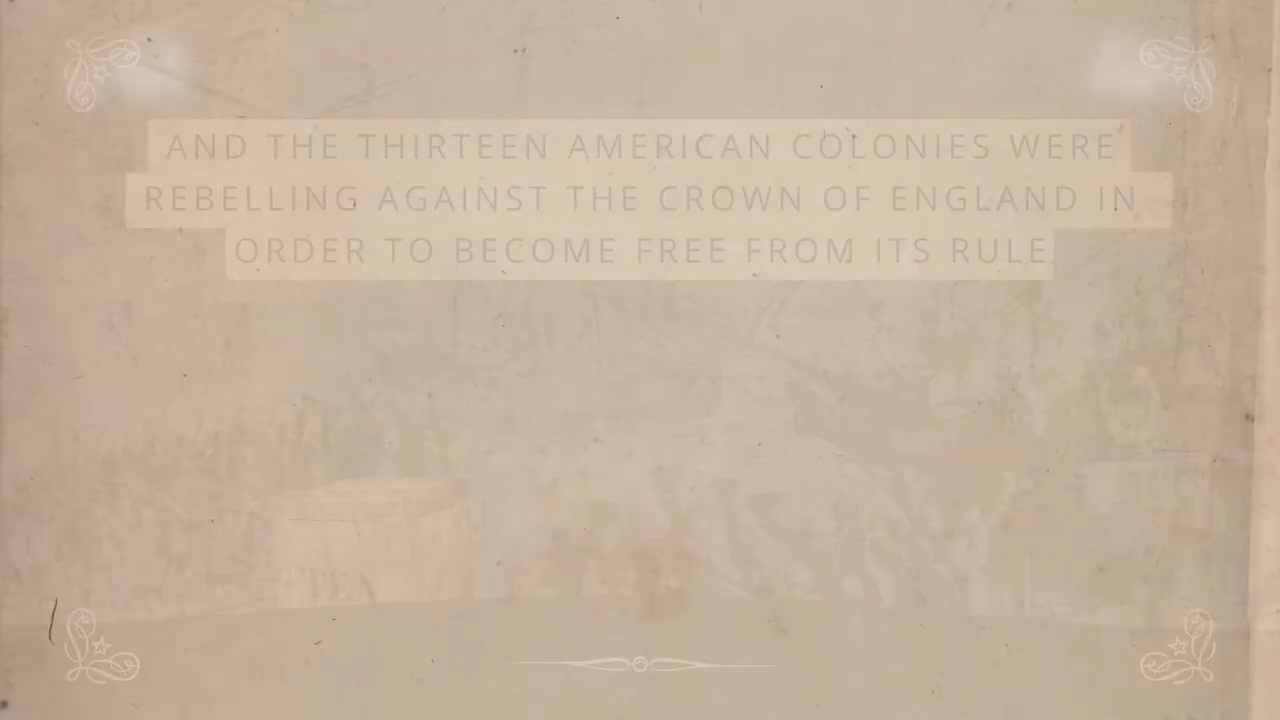 AND THE THIRTEEN AMERICAN COLONIES WERE
REBELLING AGAINST THE CROWN OF ENGLAND IN
ORDER TO BECOME FREE FROM ITS RULE
TEA